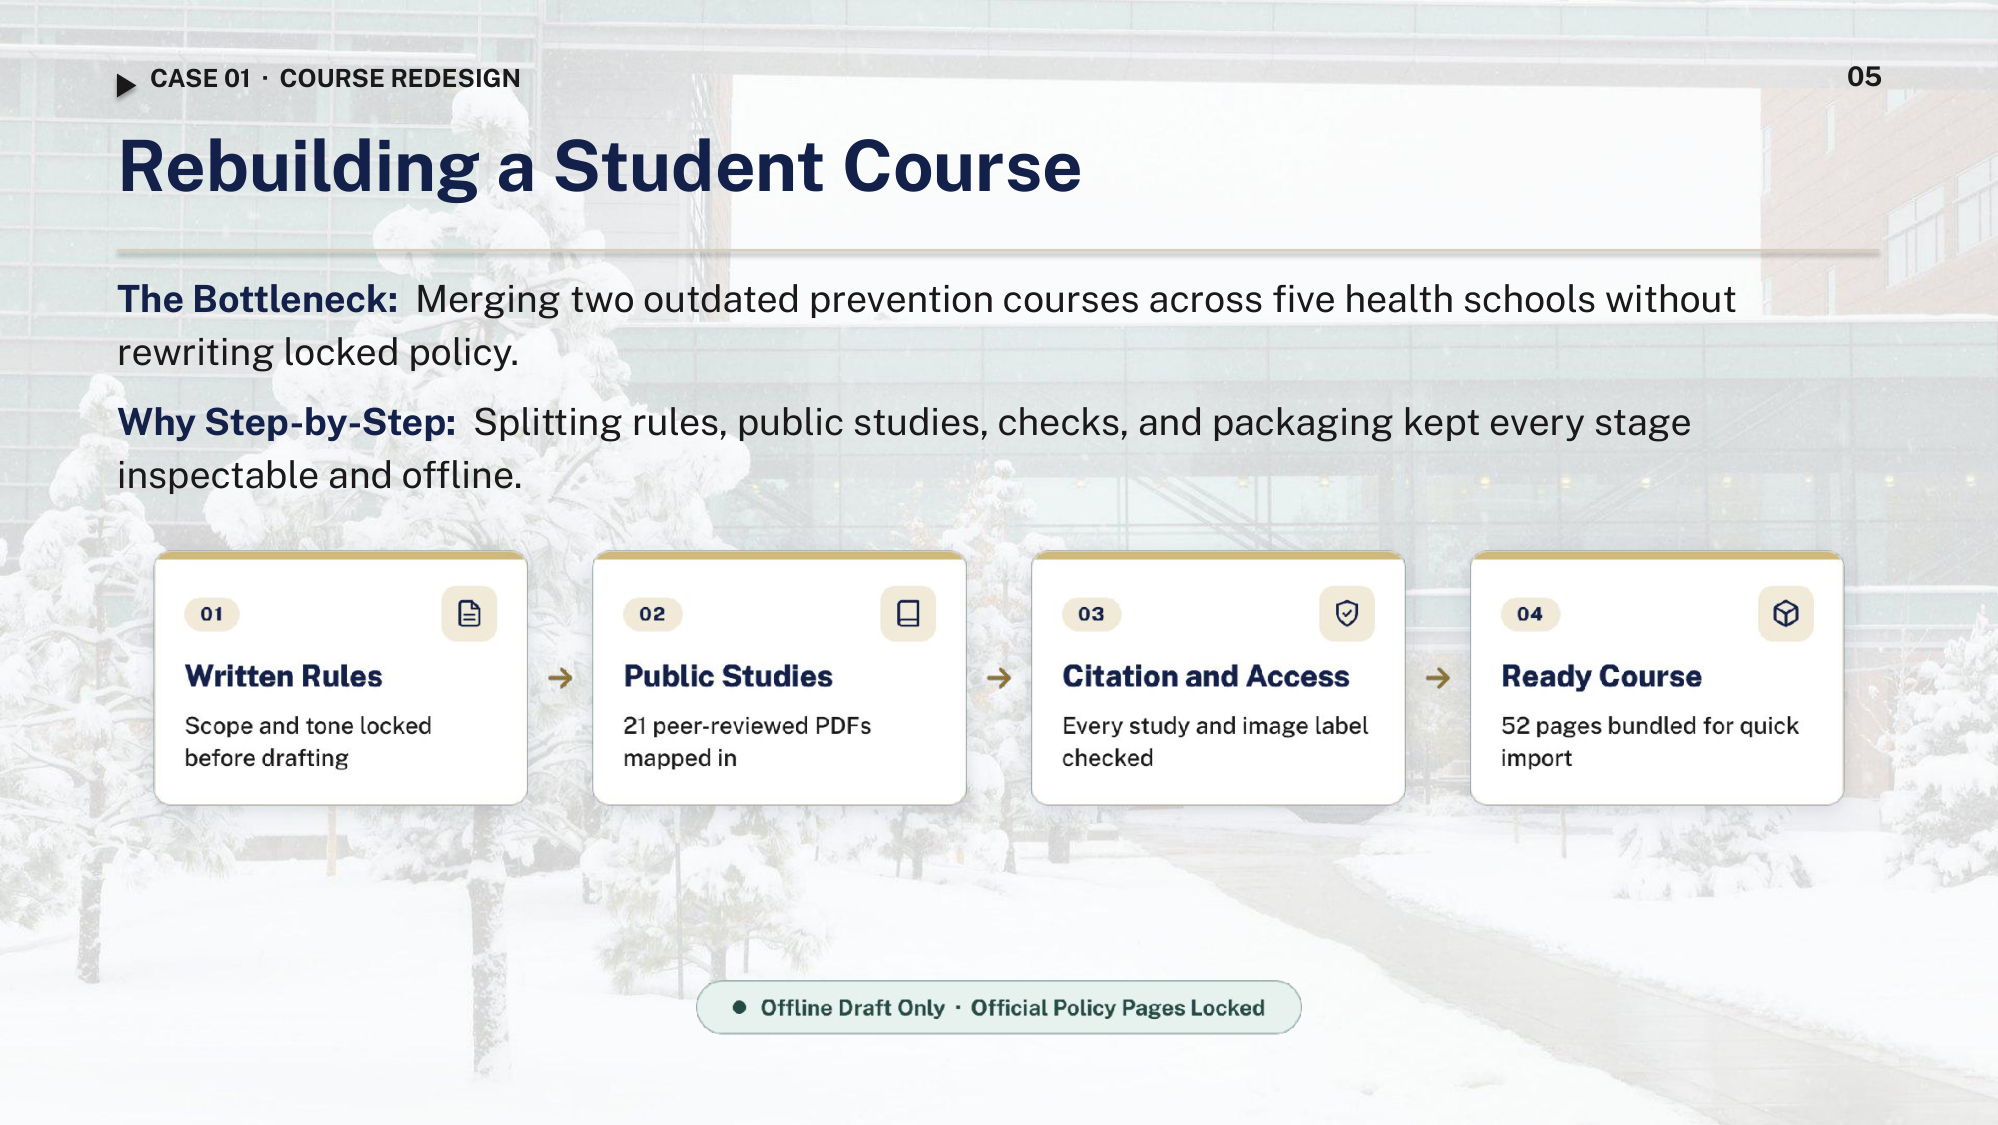 CASE 01 · COURSE REDESIGN
05
Rebuilding a Student Course
The Bottleneck: Merging two outdated prevention courses across five health schools without
rewriting locked policy.
Why Step-by-Step: Splitting rules, public studies, checks, and packaging kept every stage
inspectable and offline.
01
Written Rules
Scope and tone locked
before drafting
02
Public Studies
21 peer-reviewed PDFs
mapped in
03
Citation and Access
Every study and image label
checked
04
Ready Course
52 pages bundled for quick
import
Offline Draft Only · Official Policy Pages Locked